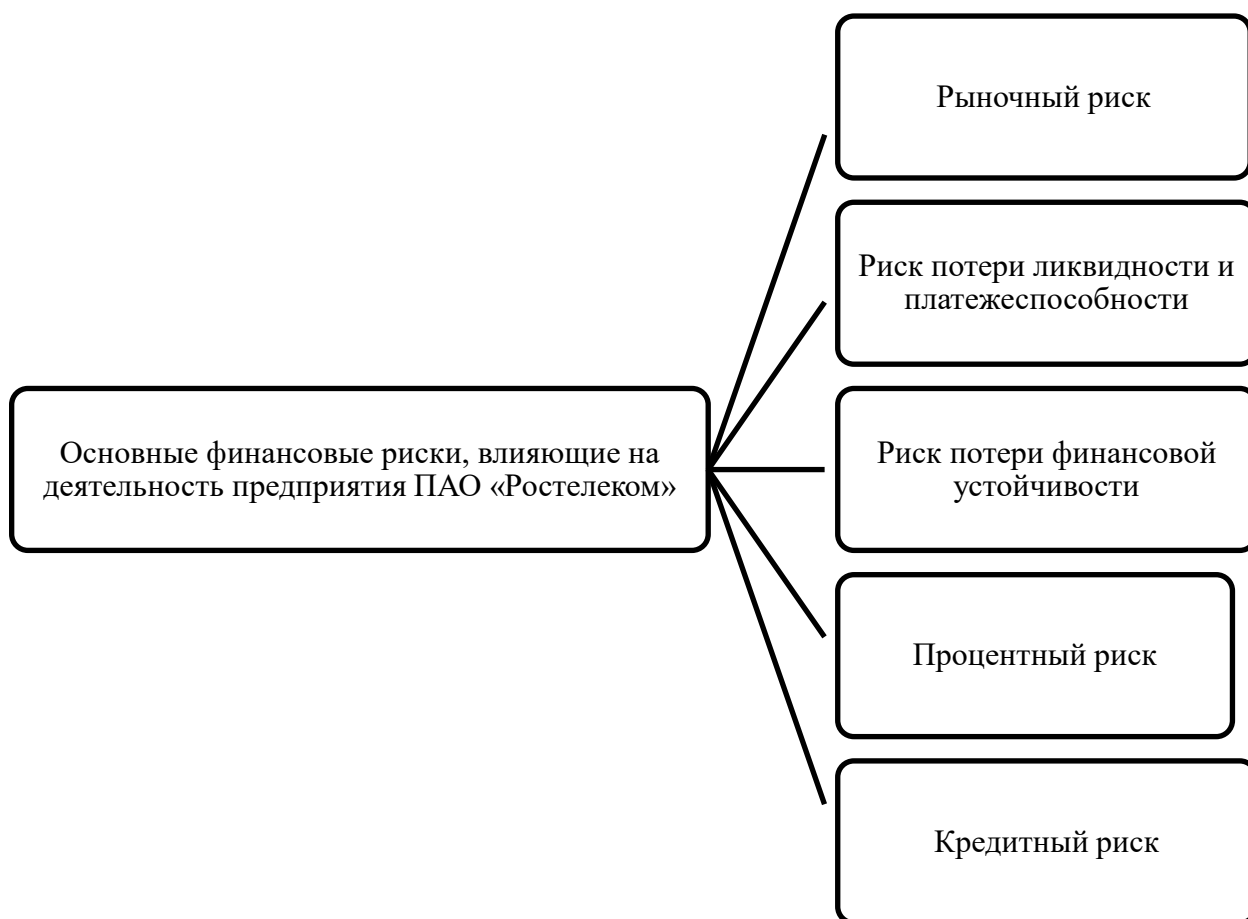 Рыночный риск
Риск потери ликвидности и
платежеспособности
Основные финансовые риски, влияющие на
деятельность предприятия ПАО «Ростелеком»
Риск потери финансовой
устойчивости
Процентный риск
Кредитный риск